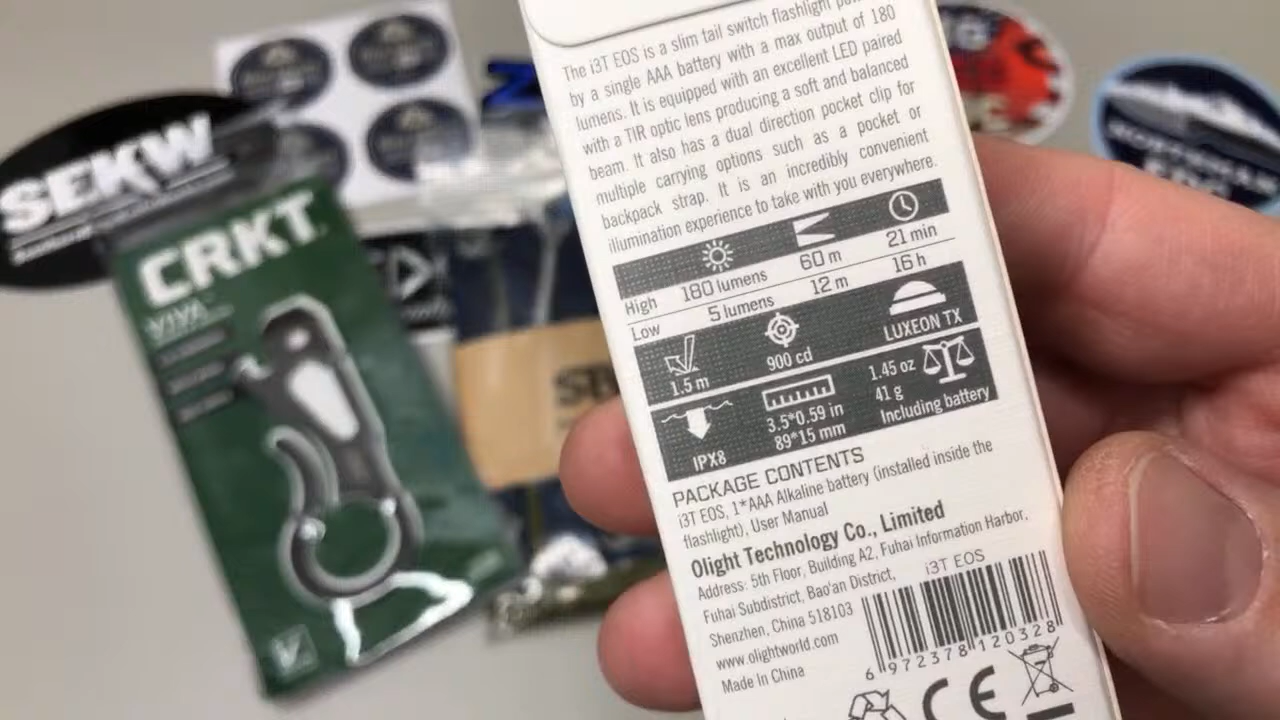 The i3T EOS is a slim tail switch flashlight
by a single AAA battery with a max output of 180
lumens. It is equipped with an excellent LED paired
with a TIR optic lens producing a soft and balanced
beam. It also has a dual direction pocket clip for
multiple carrying options such as a pocket or
backpack strap. It is an incredibly convenient
illumination experience to take with you everywhere.
High 180 lumens 60 m 21 min
Low 5 lumens 12 m 16 h
1.5 m 900 cd LUXEON TX
IPX8
3.5*0.59 in
89*15 mm
1.45 oz
41 g
Including battery
PACKAGE CONTENTS
i3T EOS, 1*AAA Alkaline battery (installed inside the
flashlight), User Manual
Olight Technology Co., Limited
Address: 5th Floor, Building A2, Fuhai Information Harbor,
Fuhai Subdistrict, Bao'an District,
Shenzhen, China 518103
www.olightworld.com
Made In China
i3T EOS
6 972378 120328
CE
SEKW
CRKT
VIVA